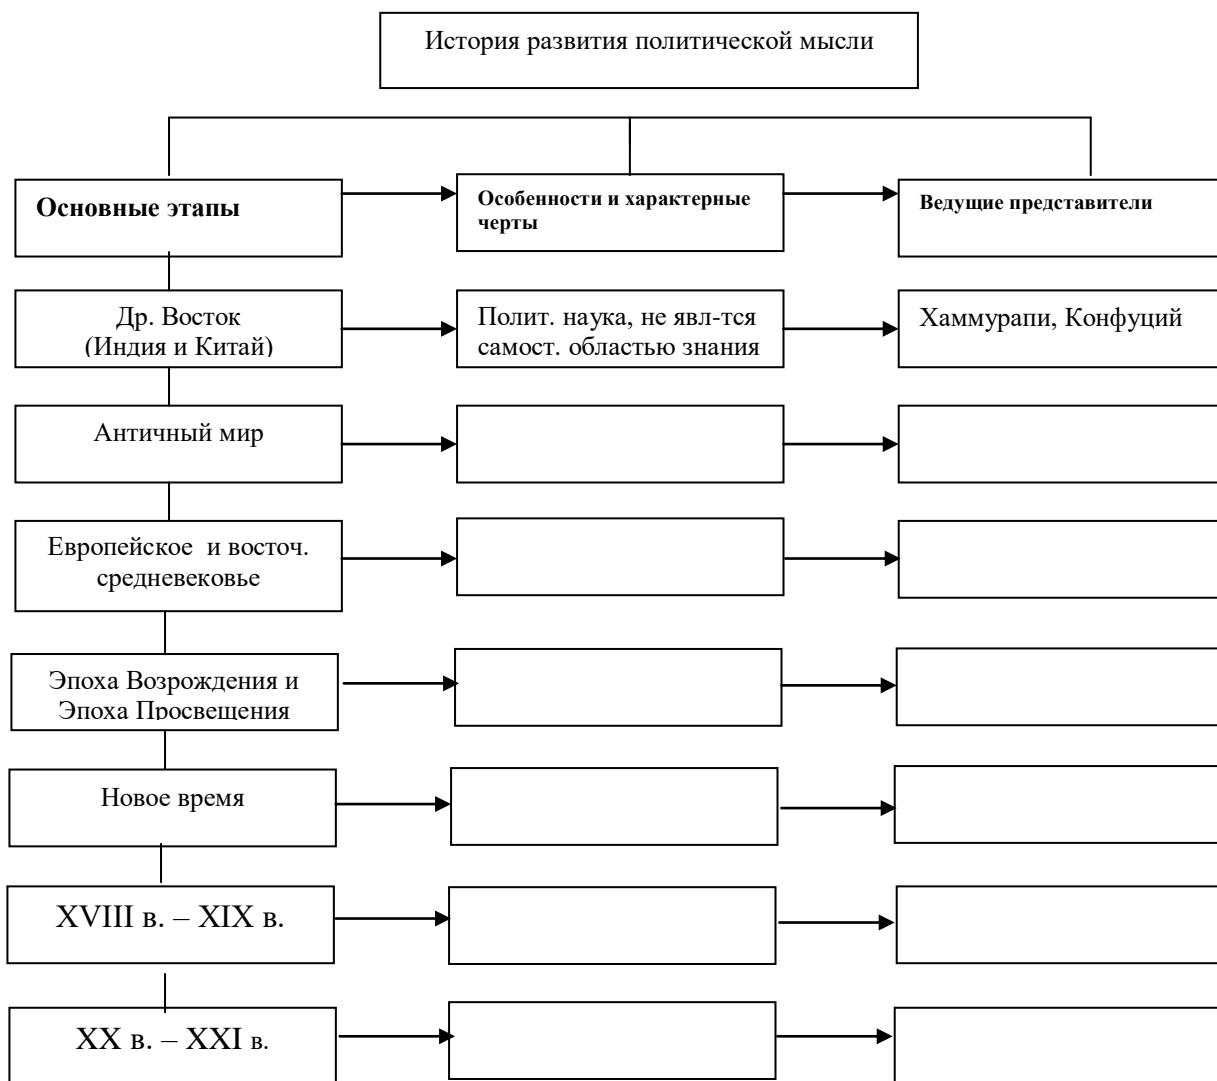 История развития политической мысли
Основные этапы
Особенности и характерные
черты
Ведущие представители
Др. Восток
(Индия и Китай)
Полит. наука, не явл-тся
самост. областью знания
Хаммурапи, Конфуций
Античный мир
Европейское и восточ.
средневековье
Эпоха Возрождения и
Эпоха Просвещения
Новое время
XVIII в. – XIX в.
XX в. – XXI в.